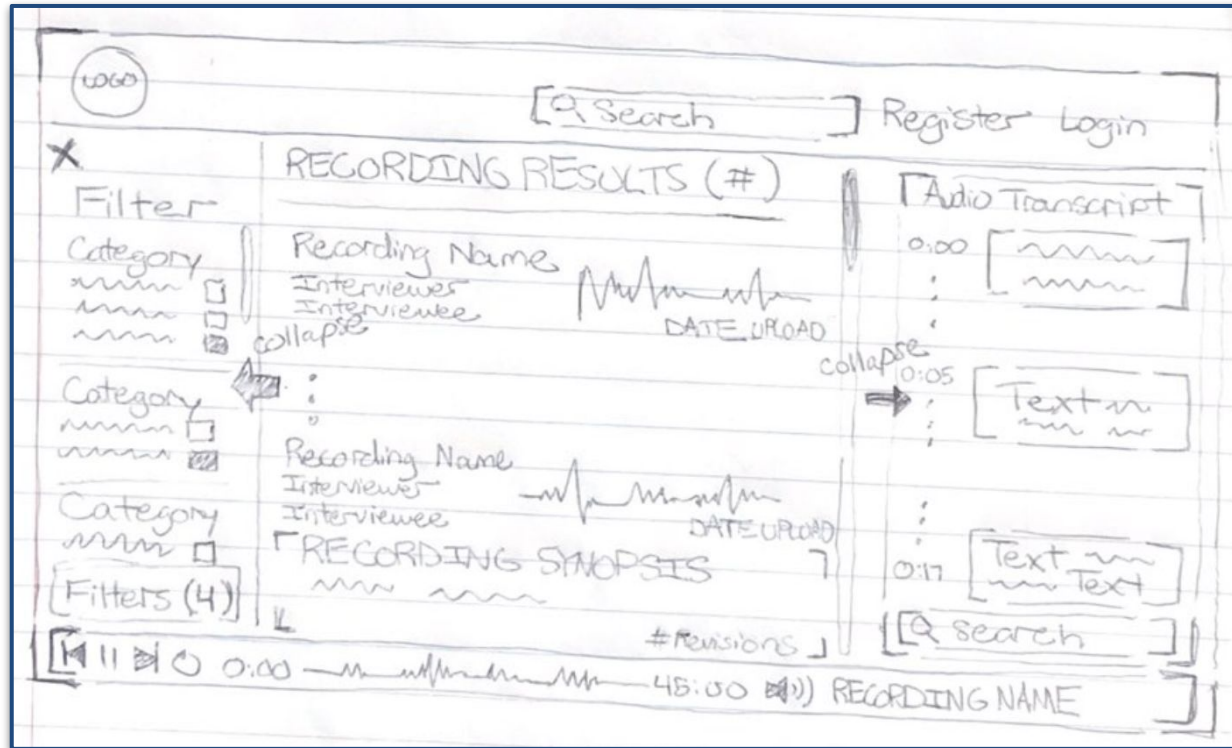 LOGO
Search
Register Login
X
Filter
Category
Category
Category
Filters (4)
RECORDING RESULTS (#)
Recording Name
Interviewer
Interviewee
DATE UPLOAD
collapse
Recording Name
Interviewer
Interviewee
DATE UPLOAD
RECORDING SYNOPSIS
#Revisions
Audio Transcript
0:00
collapse
0:05
Text
0:17
Text
Text
Search
0:00
45:00
RECORDING NAME